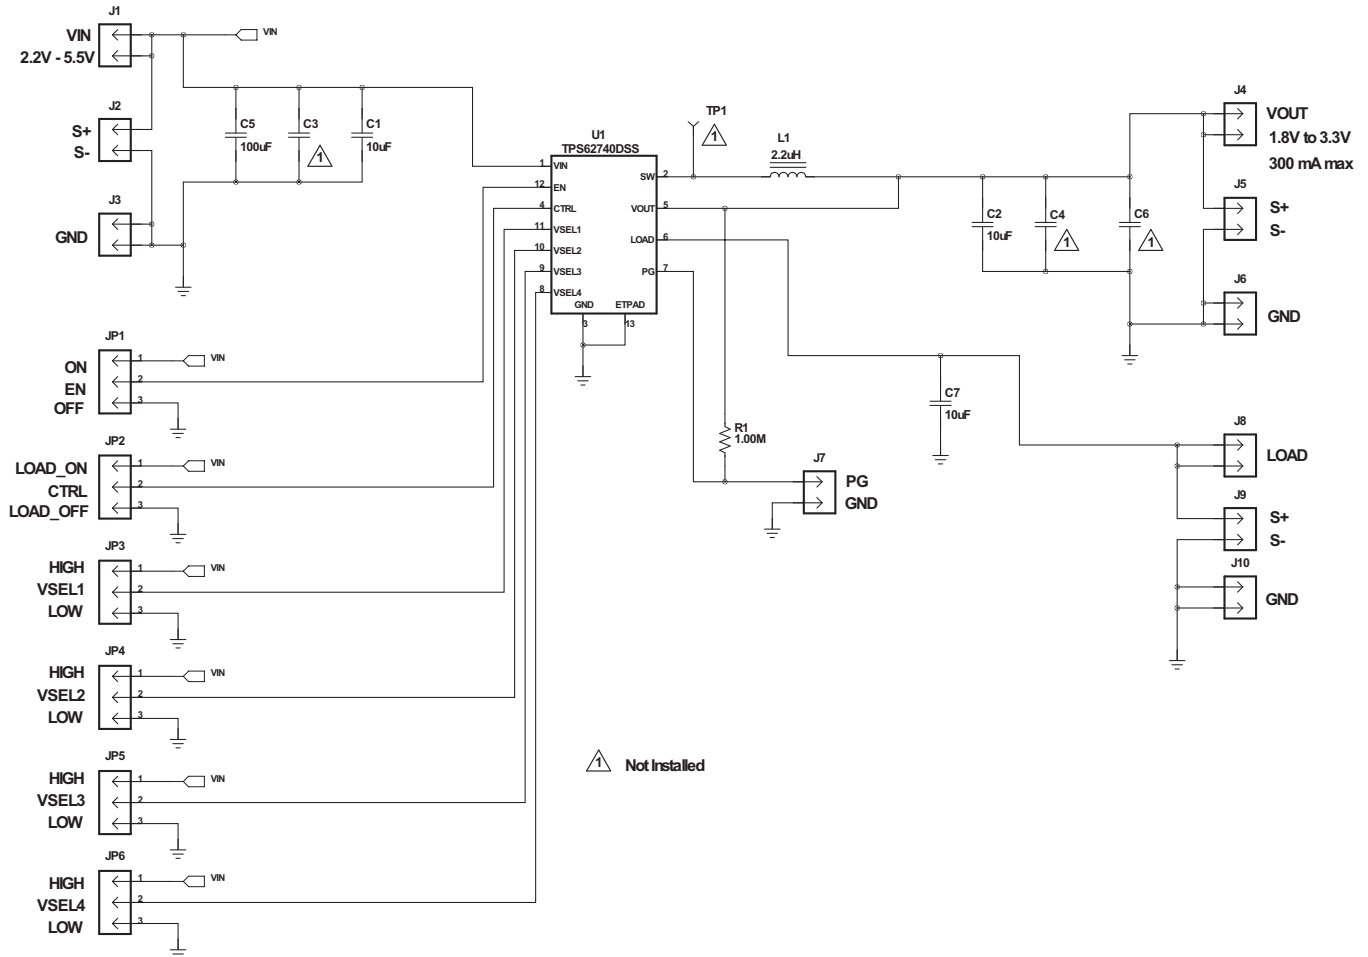 J1
VIN
2.2V - 5.5V
VIN
J2
S+
S-
J3
GND
C5
100uF
C3
1
C1
10uF
U1
TPS62740DSS
1 VIN
12 EN
4 CTRL
11 VSEL1
10 VSEL2
9 VSEL3
8 VSEL4
SW 2
VOUT 5
LOAD 6
PG 7
GND
3
ETPAD
13
TP1
1
L1
2.2uH
C2
10uF
C4
1
C6
1
J4
VOUT
1.8V to 3.3V
300 mA max
J5
S+
S-
J6
GND
C7
10uF
R1
1.00M
J7
PG
GND
J8
LOAD
J9
S+
S-
J10
GND
JP1
ON
EN
OFF
1
2
3
VIN
JP2
LOAD_ON
CTRL
LOAD_OFF
1
2
3
VIN
JP3
HIGH
VSEL1
LOW
1
2
3
VIN
JP4
HIGH
VSEL2
LOW
1
2
3
VIN
JP5
HIGH
VSEL3
LOW
1
2
3
VIN
JP6
HIGH
VSEL4
LOW
1
2
3
VIN
1 Not Installed